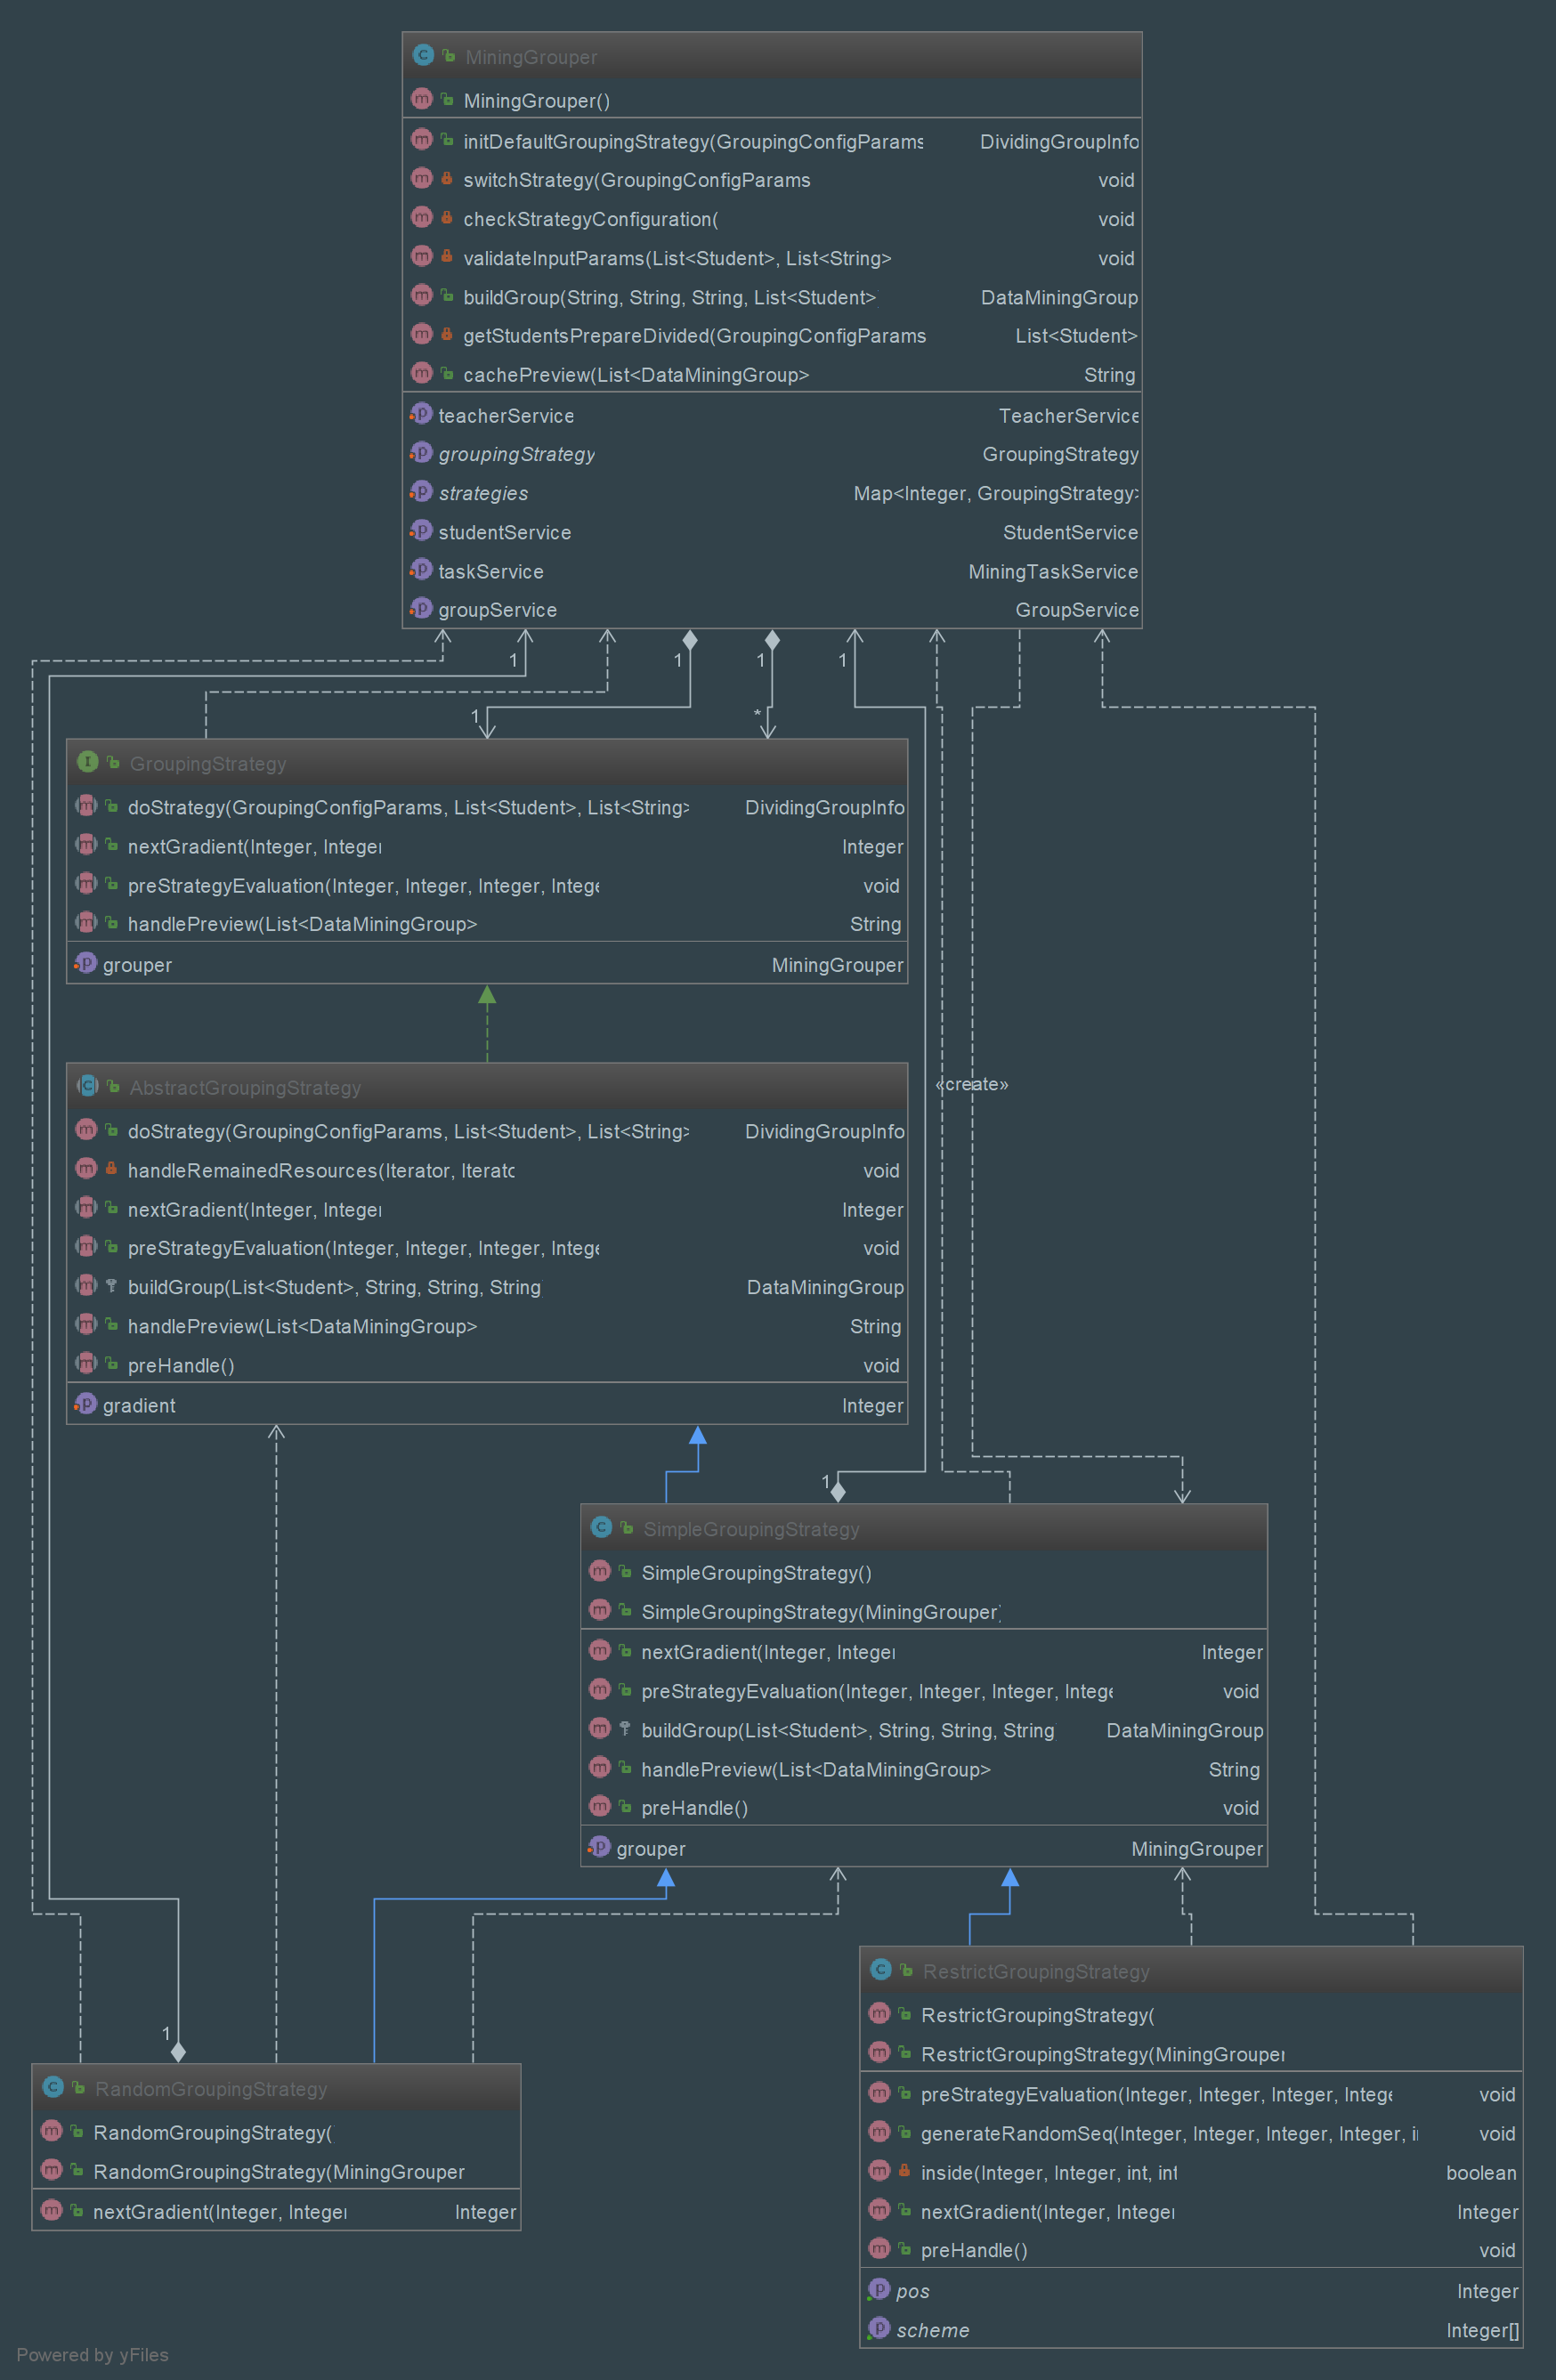 MiningGrouper
MiningGrouper()
initDefaultGroupingStrategy(GroupingConfigParams DividingGroupInfo
switchStrategy(GroupingConfigParams void
checkStrategyConfiguration( void
validateInputParams(List<Student>, List<String> void
buildGroup(String, String, String, List<Student> DataMiningGroup
getStudentsPrepareDivided(GroupingConfigParams List<Student>
cachePreview(List<DataMiningGroup> String
teacherService TeacherService
groupingStrategy GroupingStrategy
strategies Map<Integer, GroupingStrategy>
studentService StudentService
taskService MiningTaskService
groupService GroupService
1 1 1 1
1 *
GroupingStrategy
doStrategy(GroupingConfigParams, List<Student>, List<String> DividingGroupInfo
nextGradient(Integer, Integer Integer
preStrategyEvaluation(Integer, Integer, Integer, Intege void
handlePreview(List<DataMiningGroup> String
grouper MiningGrouper
«create»
AbstractGroupingStrategy
doStrategy(GroupingConfigParams, List<Student>, List<String> DividingGroupInfo
handleRemainedResources(Iterator, Iterato void
nextGradient(Integer, Integer Integer
preStrategyEvaluation(Integer, Integer, Integer, Intege void
buildGroup(List<Student>, String, String, String DataMiningGroup
handlePreview(List<DataMiningGroup> String
preHandle() void
gradient Integer
1
SimpleGroupingStrategy
SimpleGroupingStrategy()
SimpleGroupingStrategy(MiningGrouper)
nextGradient(Integer, Integer Integer
preStrategyEvaluation(Integer, Integer, Integer, Intege void
buildGroup(List<Student>, String, String, String DataMiningGroup
handlePreview(List<DataMiningGroup> String
preHandle() void
grouper MiningGrouper
1
RandomGroupingStrategy
RandomGroupingStrategy(
RandomGroupingStrategy(MiningGrouper
nextGradient(Integer, Integer Integer
RestrictGroupingStrategy
RestrictGroupingStrategy(
RestrictGroupingStrategy(MiningGrouper
preStrategyEvaluation(Integer, Integer, Integer, Intege void
generateRandomSeq(Integer, Integer, Integer, Integer, i void
inside(Integer, Integer, int, int boolean
nextGradient(Integer, Integer Integer
preHandle() void
pos Integer
scheme Integer[]
Powered by yFiles